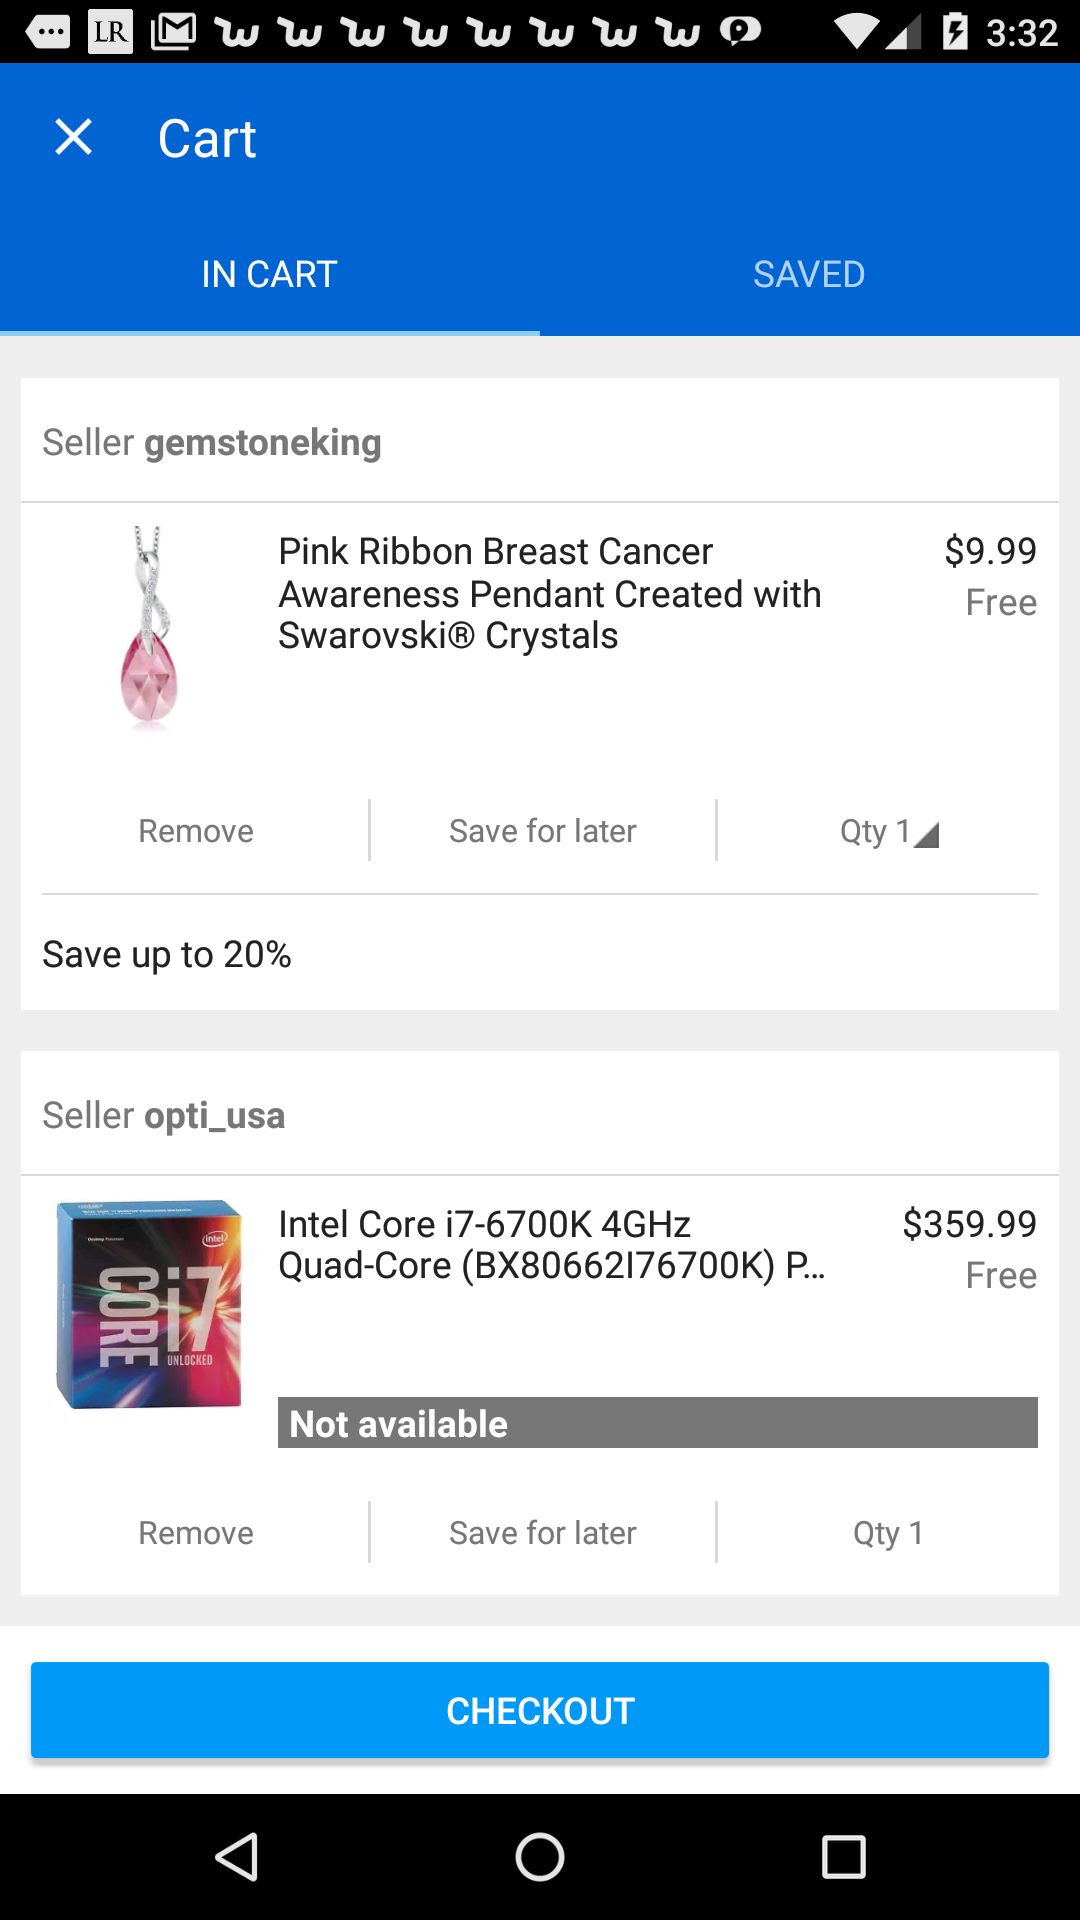 LR
3:32
Cart
IN CART
SAVED
Seller gemstoneking
Pink Ribbon Breast Cancer
Awareness Pendant Created with
Swarovski® Crystals
$9.99
Free
Remove
Save for later
Qty 1
Save up to 20%
Seller opti_usa
intel
CORE
i7
UNLOCKED
Intel Core i7-6700K 4GHz
Quad-Core (BX80662I76700K) P...
$359.99
Free
Not available
Remove
Save for later
Qty 1
CHECKOUT